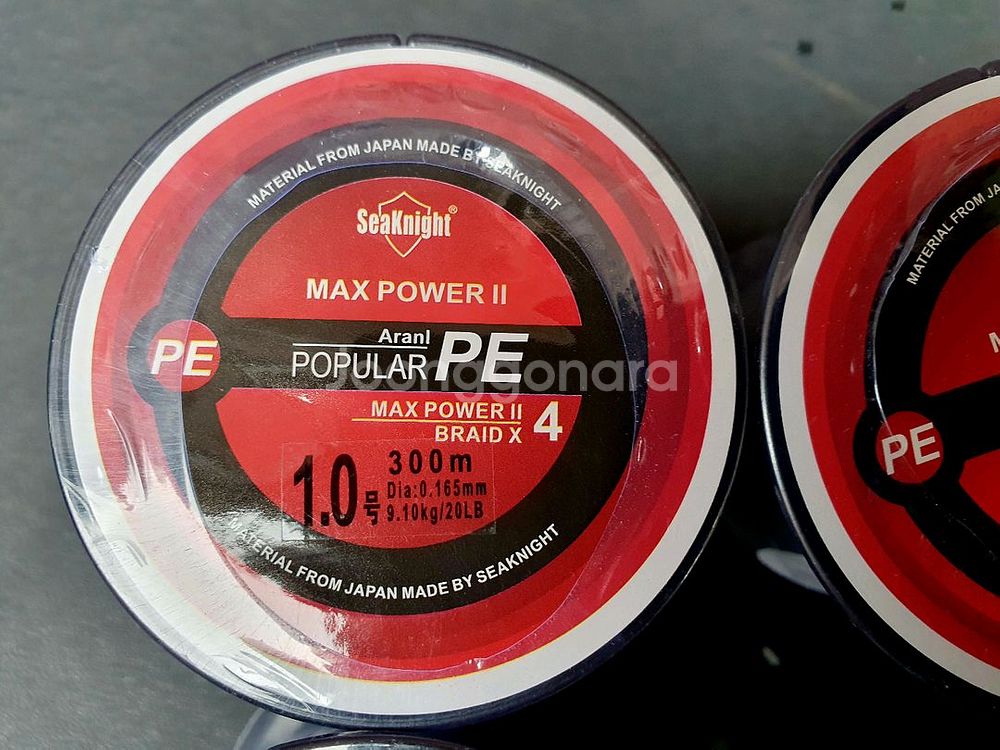 MATERIAL FROM JAPAN MADE BY SEAKNIGHT
SeaKnight®
MAX POWER II
PE
Aranl
POPULAR PE
MAX POWER II
BRAID X 4
1.0号
300m
Dia:0.165mm
9.10kg/20LB
MATERIAL FROM JAPAN MADE BY SEAKNIGHT
Joonggonara
MATERIAL FROM JA
M
PE